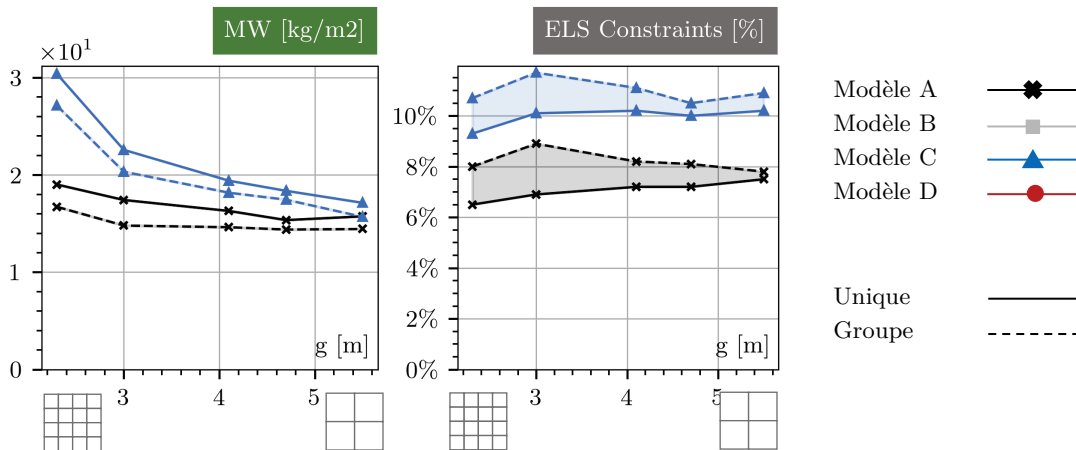 MW [kg/m2]
×10¹
3
2
1
0
g [m]
3
4
5
ELS Constraints [%]
10%
8%
6%
4%
2%
0%
g [m]
3
4
5
Modèle A
Modèle B
Modèle C
Modèle D
Unique
Groupe